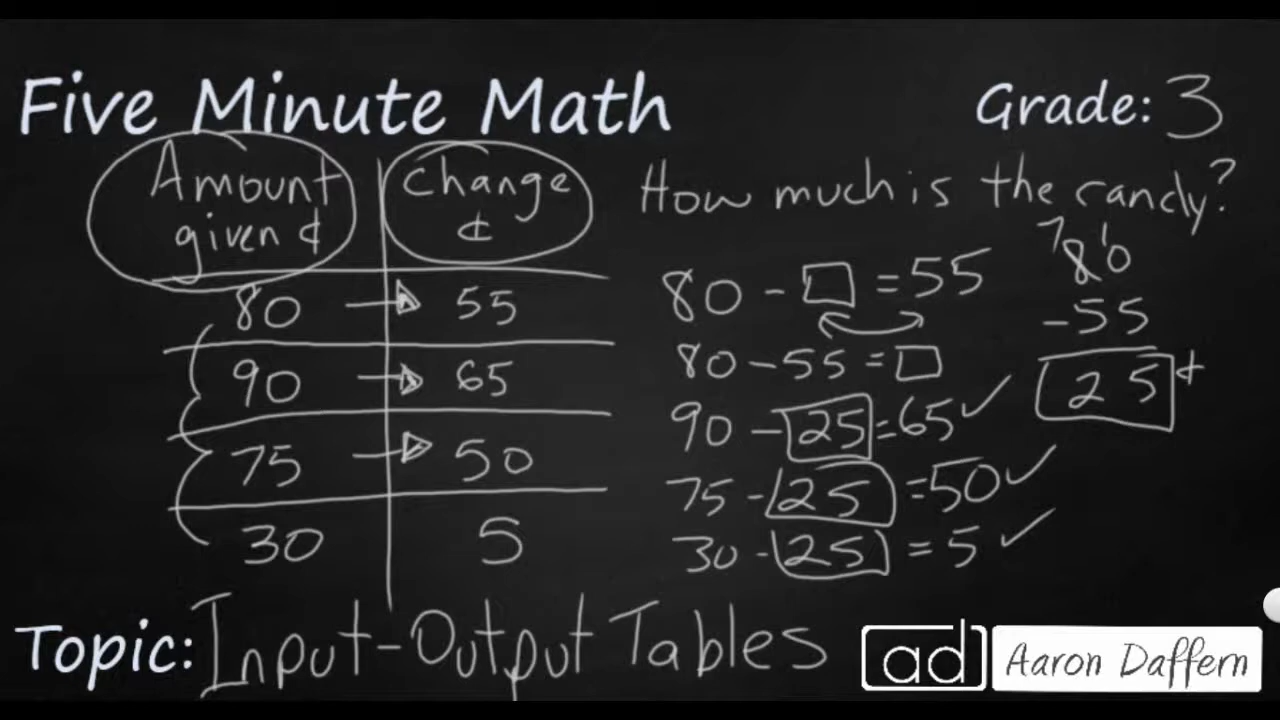 Five Minute Math
Grade: 3
Amount given ¢
change ¢
80 55
90 65
75 50
30 5
How much is the candy?
80 - □ = 55
80 - 55 = □
90 - 25 = 65 ✓
75 - 25 = 50 ✓
30 - 25 = 5 ✓
7 1
80
-55
25¢
Topic: Input-Output Tables
ad Aaron Daffern